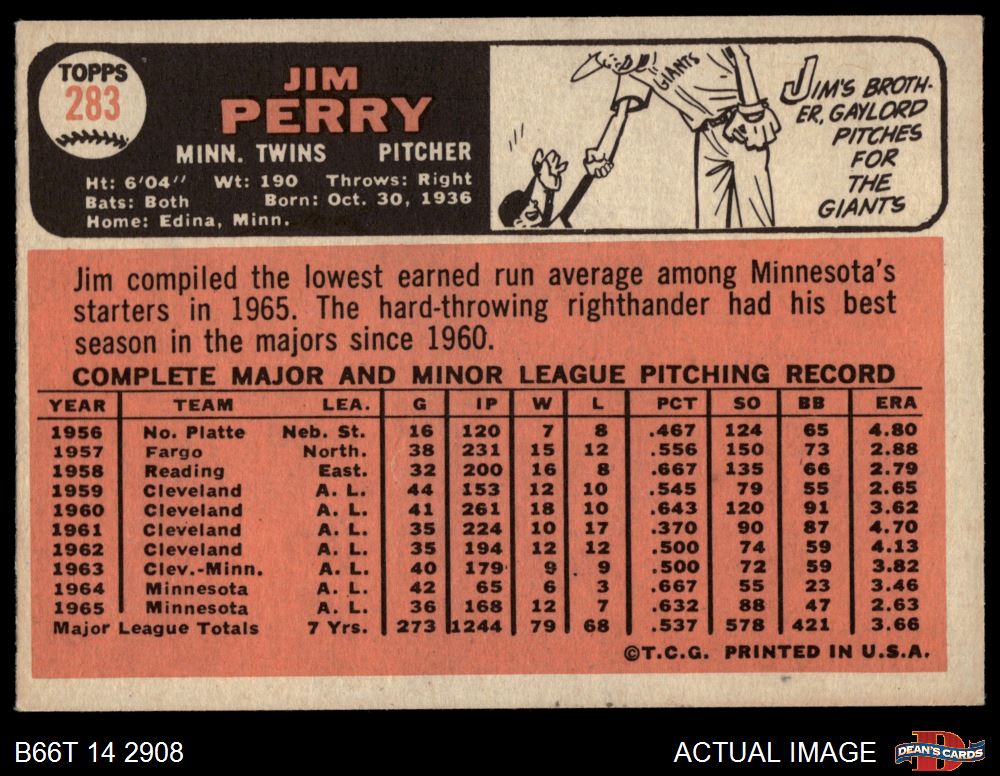 TOPPS
283
JIM
PERRY
MINN. TWINS PITCHER
Ht: 6'04" Wt: 190 Throws: Right
Bats: Both Born: Oct. 30, 1936
Home: Edina, Minn.
GIANTS
JIM'S BROTH-
ER, GAYLORD
PITCHES
FOR
THE
GIANTS
Jim compiled the lowest earned run average among Minnesota's
starters in 1965. The hard-throwing righthander had his best
season in the majors since 1960.
COMPLETE MAJOR AND MINOR LEAGUE PITCHING RECORD
YEAR TEAM LEA. G IP W L PCT SO BB ERA
1956 No. Platte Neb. St. 16 120 7 8 .467 124 65 4.80
1957 Fargo North. 38 231 15 12 .556 150 73 2.88
1958 Reading East. 32 200 16 8 .667 135 66 2.79
1959 Cleveland A. L. 44 153 12 10 .545 79 55 2.65
1960 Cleveland A. L. 41 261 18 10 .643 120 91 3.62
1961 Cleveland A. L. 35 224 10 17 .370 90 87 4.70
1962 Cleveland A. L. 35 194 12 12 .500 74 59 4.13
1963 Clev.-Minn. A. L. 40 179 9 9 .500 72 59 3.82
1964 Minnesota A. L. 42 65 6 3 .667 55 23 3.46
1965 Minnesota A. L. 36 168 12 7 .632 88 47 2.63
Major League Totals 7 Yrs. 273 1244 79 68 .537 578 421 3.66
©T.C.G. PRINTED IN U.S.A.
B66T 14 2908 ACTUAL IMAGE
DEAN'S CARDS